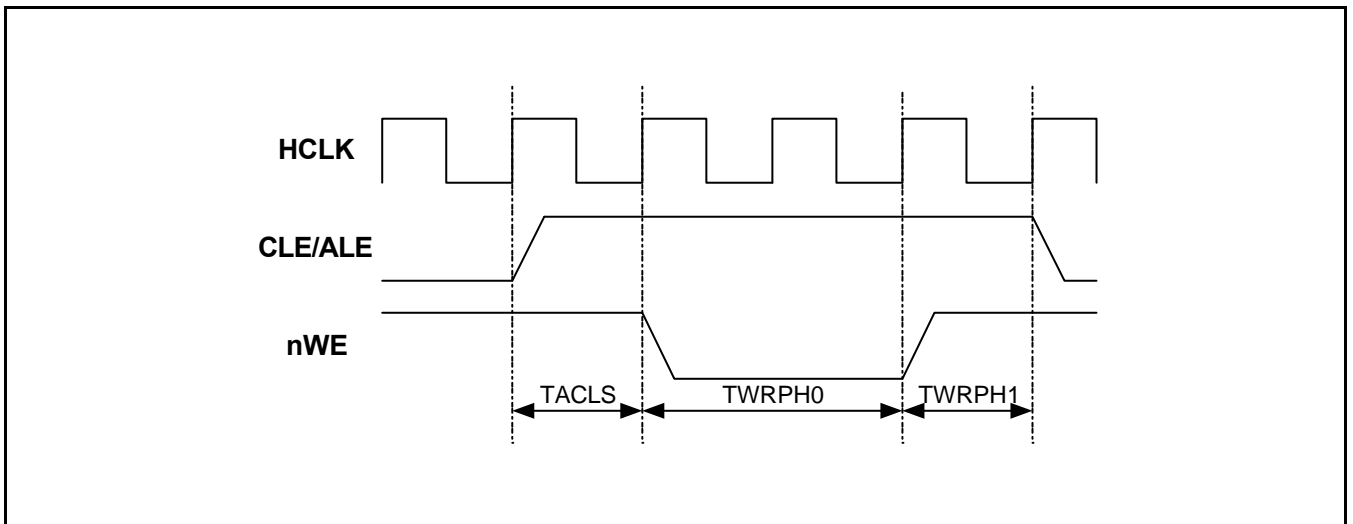 HCLK
CLE/ALE
nWE
TACLS
TWRPH0
TWRPH1